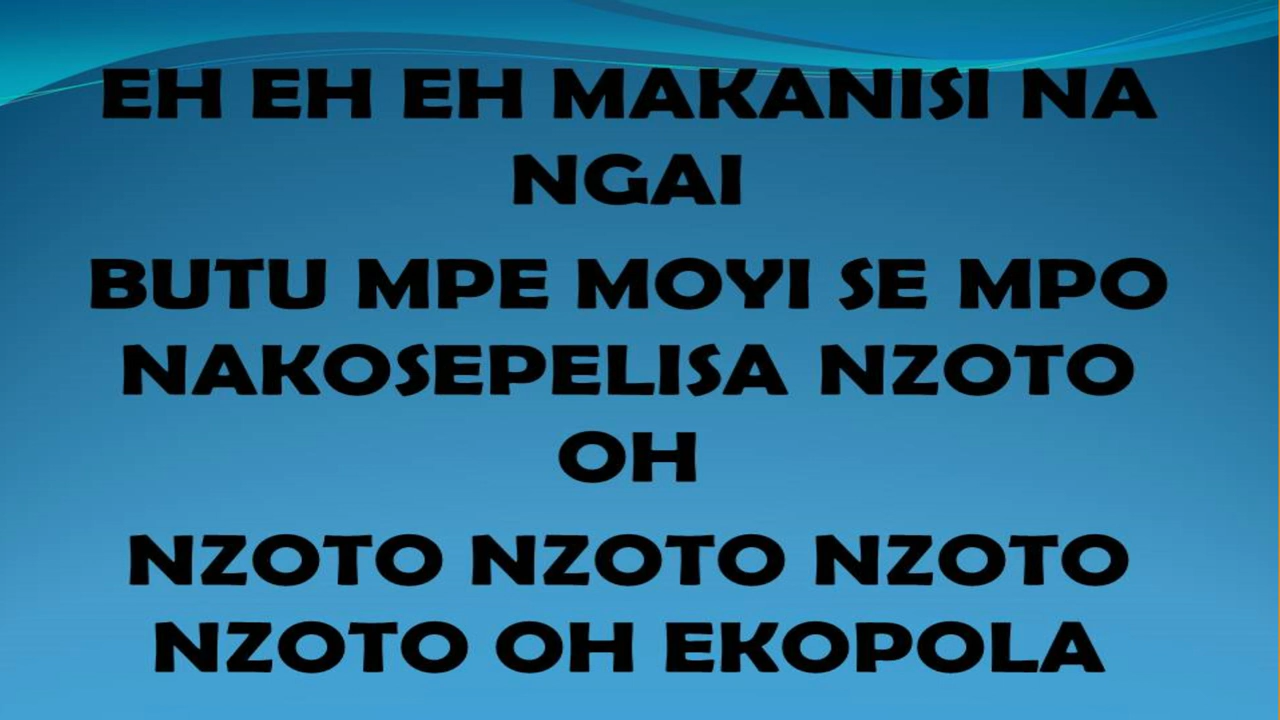 EH EH EH MAKANISI NA
NGAI
BUTU MPE MOYI SE MPO
NAKOSEPELISA NZOTO
OH
NZOTO NZOTO NZOTO
NZOTO OH EKOPOLA